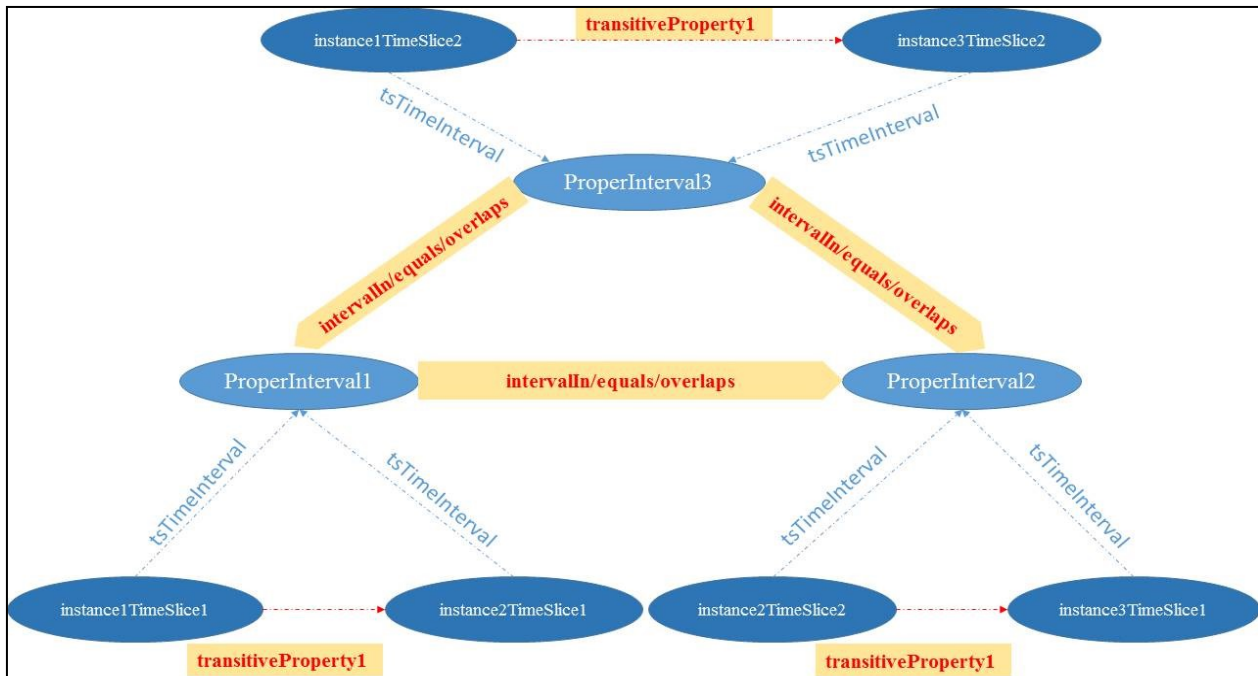 transitiveProperty1
instance1TimeSlice2
instance3TimeSlice2
tsTimeInterval
tsTimeInterval
ProperInterval3
intervalIn/equals/overlaps
intervalIn/equals/overlaps
ProperInterval1
intervalIn/equals/overlaps
ProperInterval2
tsTimeInterval
tsTimeInterval
tsTimeInterval
tsTimeInterval
instance1TimeSlice1
instance2TimeSlice1
instance2TimeSlice2
instance3TimeSlice1
transitiveProperty1
transitiveProperty1